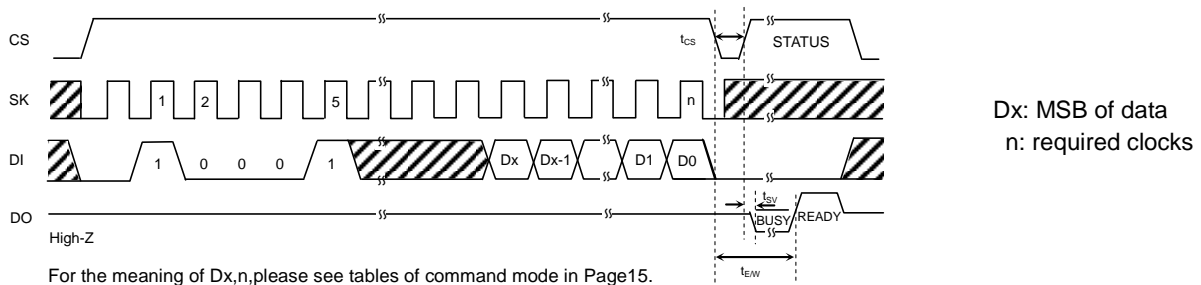 CS
tCS
STATUS
SK
1
2
5
n
DI
1
0
0
0
1
Dx
Dx-1
D1
D0
DO
High-Z
tSV
BUSY
READY
tE/W
Dx: MSB of data
n: required clocks
For the meaning of Dx,n,please see tables of command mode in Page15.